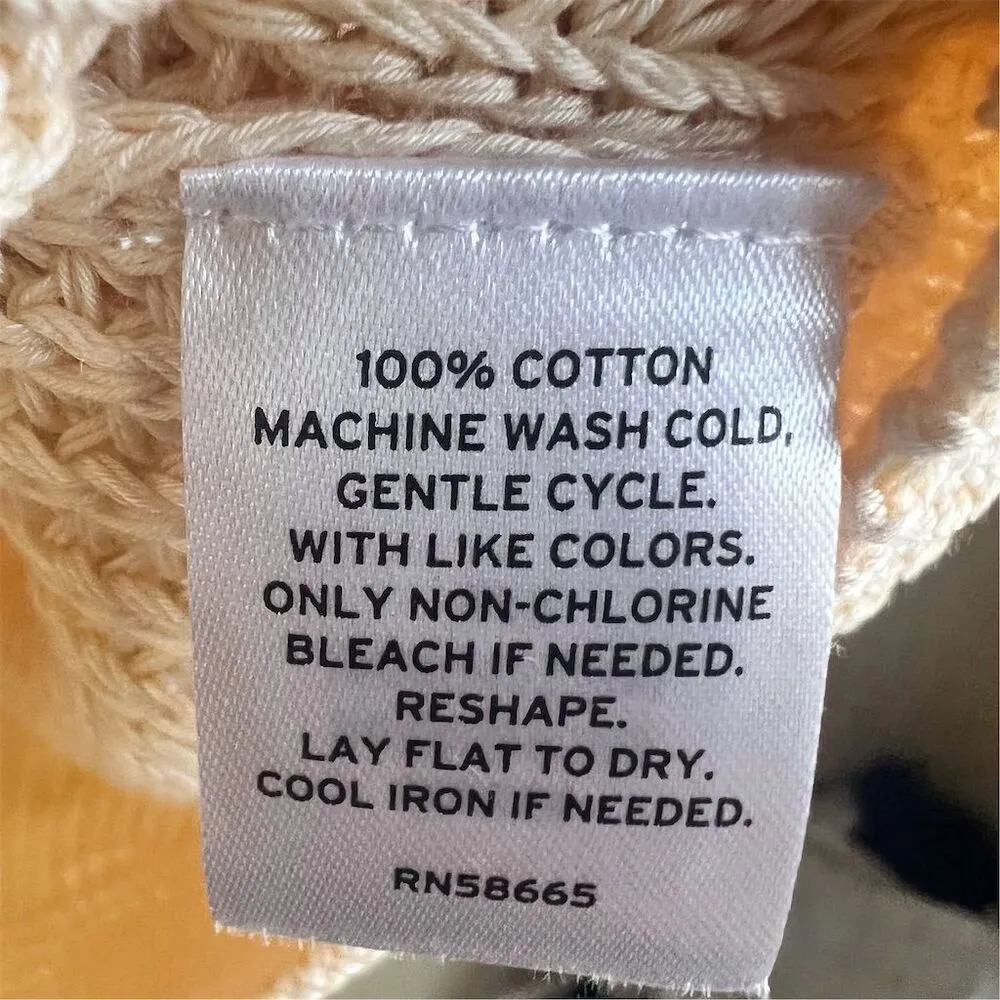 100% COTTON
MACHINE WASH COLD,
GENTLE CYCLE.
WITH LIKE COLORS.
ONLY NON-CHLORINE
BLEACH IF NEEDED.
RESHAPE.
LAY FLAT TO DRY.
COOL IRON IF NEEDED.
RN58665